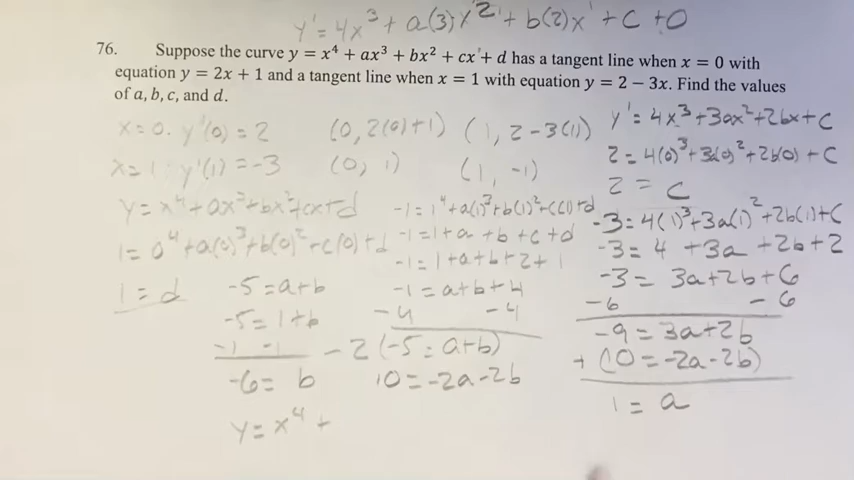 y' = 4x³ + a(3)x² + b(2)x' + c + 0
76. Suppose the curve y = x⁴ + ax³ + bx² + cx' + d has a tangent line when x = 0 with
equation y = 2x + 1 and a tangent line when x = 1 with equation y = 2 − 3x. Find the values
of a, b, c, and d.
x=0. y'(0) = 2
x=1 y'(1) = -3
(0, 2(0)+1)
(0, 1)
(1, 2-3(1))
(1, -1)
y = x⁴+ax³+bx²+cx+d
1 = 0⁴+a(0)³+b(0)²+c(0)+d
1 = d
-1 = 1⁴+a(1)³+b(1)²+c(1)+d
-1 = 1+a+b+c+d
-1 = 1+a+b+2+1
-1 = a+b+4
-4 -4
-2(-5 = a+b)
10 = -2a-2b
y' = 4x³+3ax²+2bx+c
2 = 4(0)³+3a(0)²+2b(0)+c
2 = c
-3 = 4(1)³+3a(1)²+2b(1)+c
-3 = 4 +3a +2b+2
-3 = 3a+2b+6
-6 -6
-9 = 3a+2b
+ (10 = -2a-2b)
1 = a
-5 = a+b
-5 = 1+b
-1 -1
-6 = b
y = x⁴ +